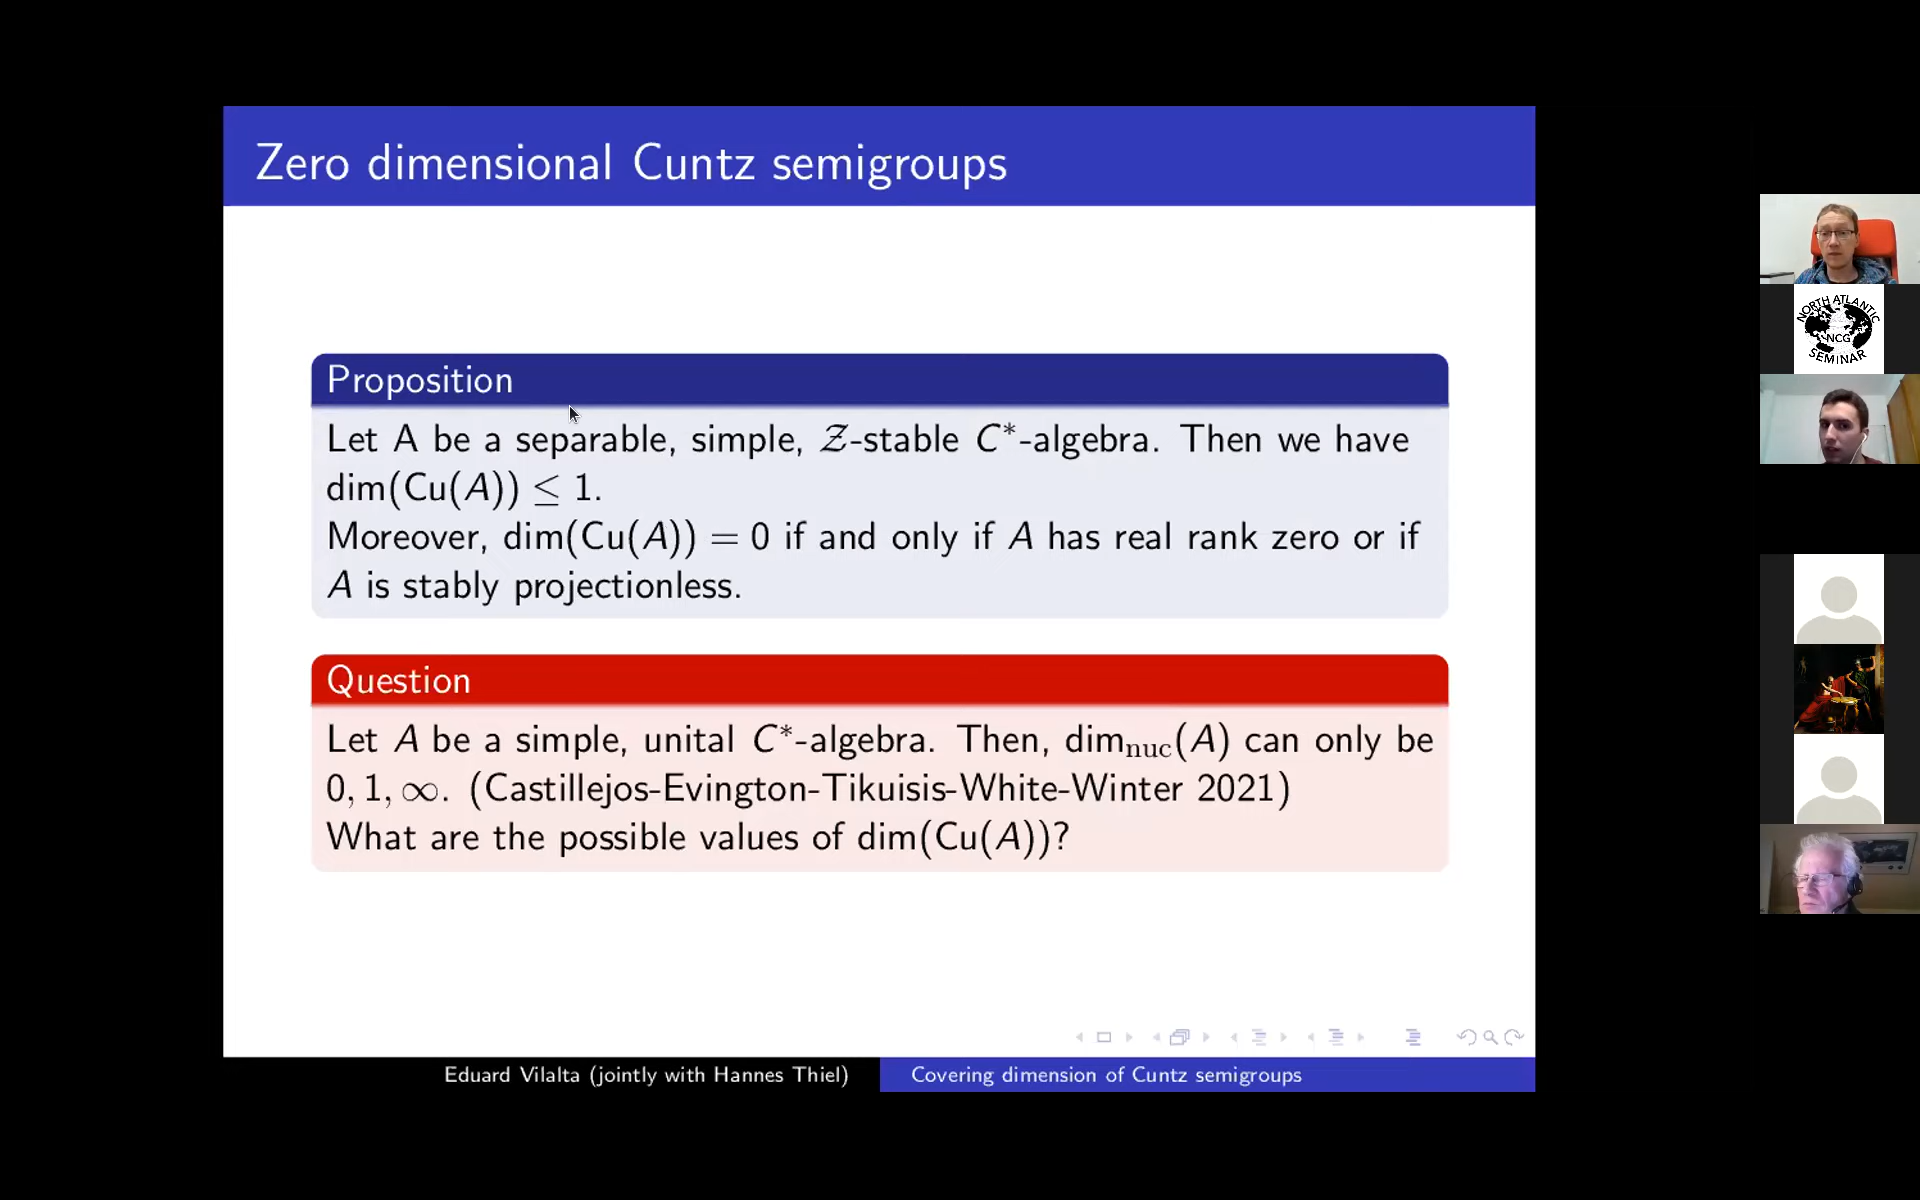 Zero dimensional Cuntz semigroups
Proposition
Let A be a separable, simple, 𝒵-stable C*-algebra. Then we have
dim(Cu(A)) ≤ 1.
Moreover, dim(Cu(A)) = 0 if and only if A has real rank zero or if
A is stably projectionless.
Question
Let A be a simple, unital C*-algebra. Then, dim_nuc(A) can only be
0, 1, ∞. (Castillejos-Evington-Tikuisis-White-Winter 2021)
What are the possible values of dim(Cu(A))?
Eduard Vilalta (jointly with Hannes Thiel)
Covering dimension of Cuntz semigroups
NORTH ATLANTIC
NCG
SEMINAR